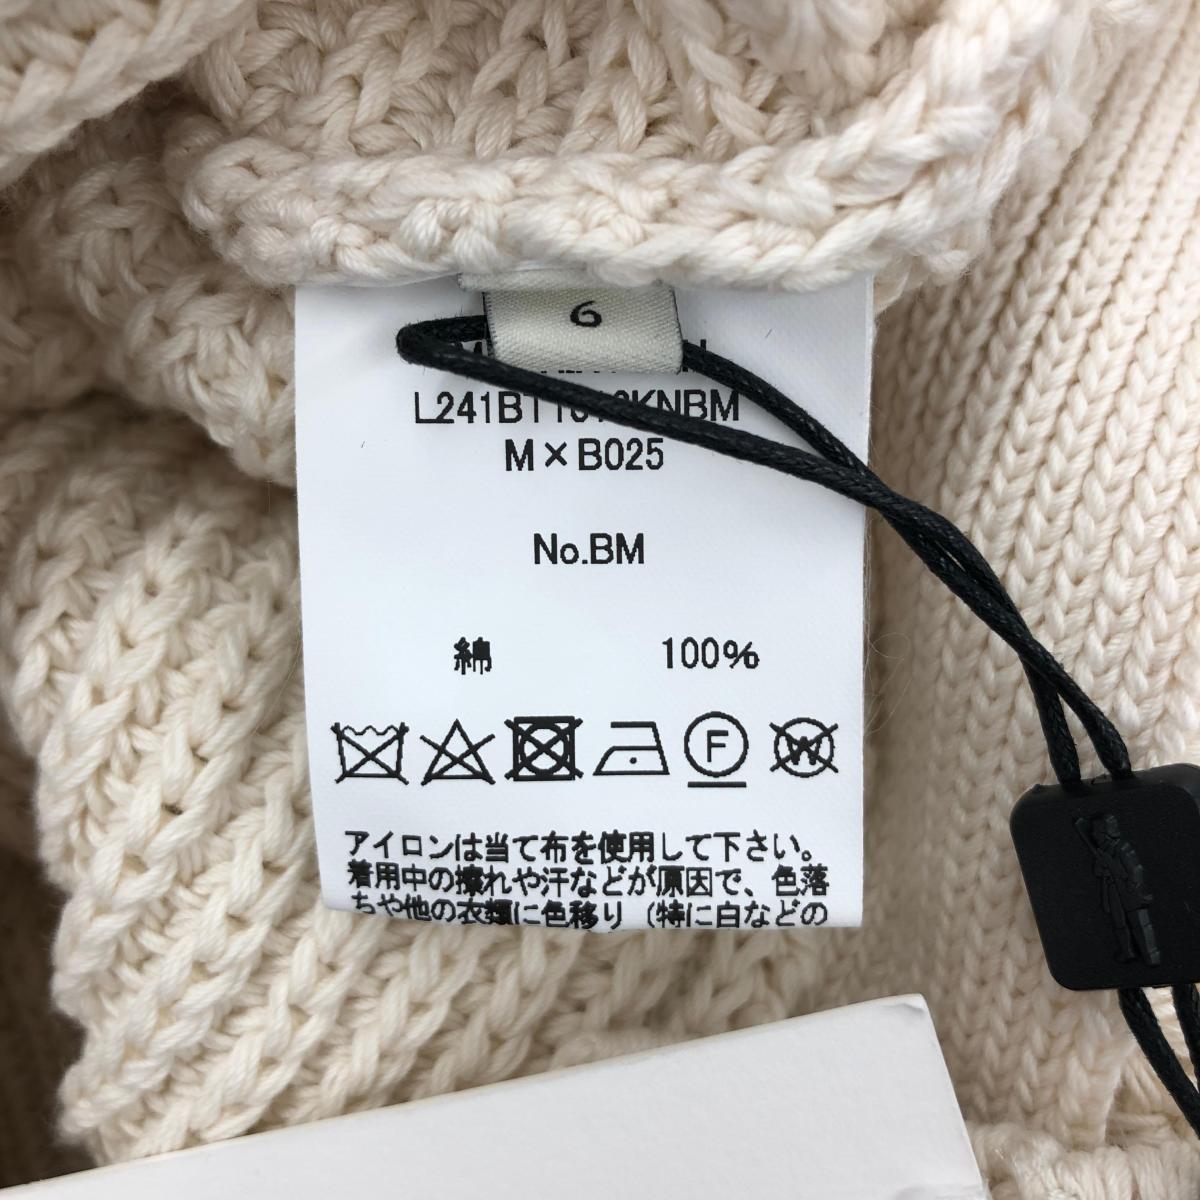 6
M×B025
No.BM
綿 100%
F
W
アイロンは当て布を使用して下さい。
着用中の擦れや汗などが原因で、色落
ちや他の衣類に色移り（特に白などの